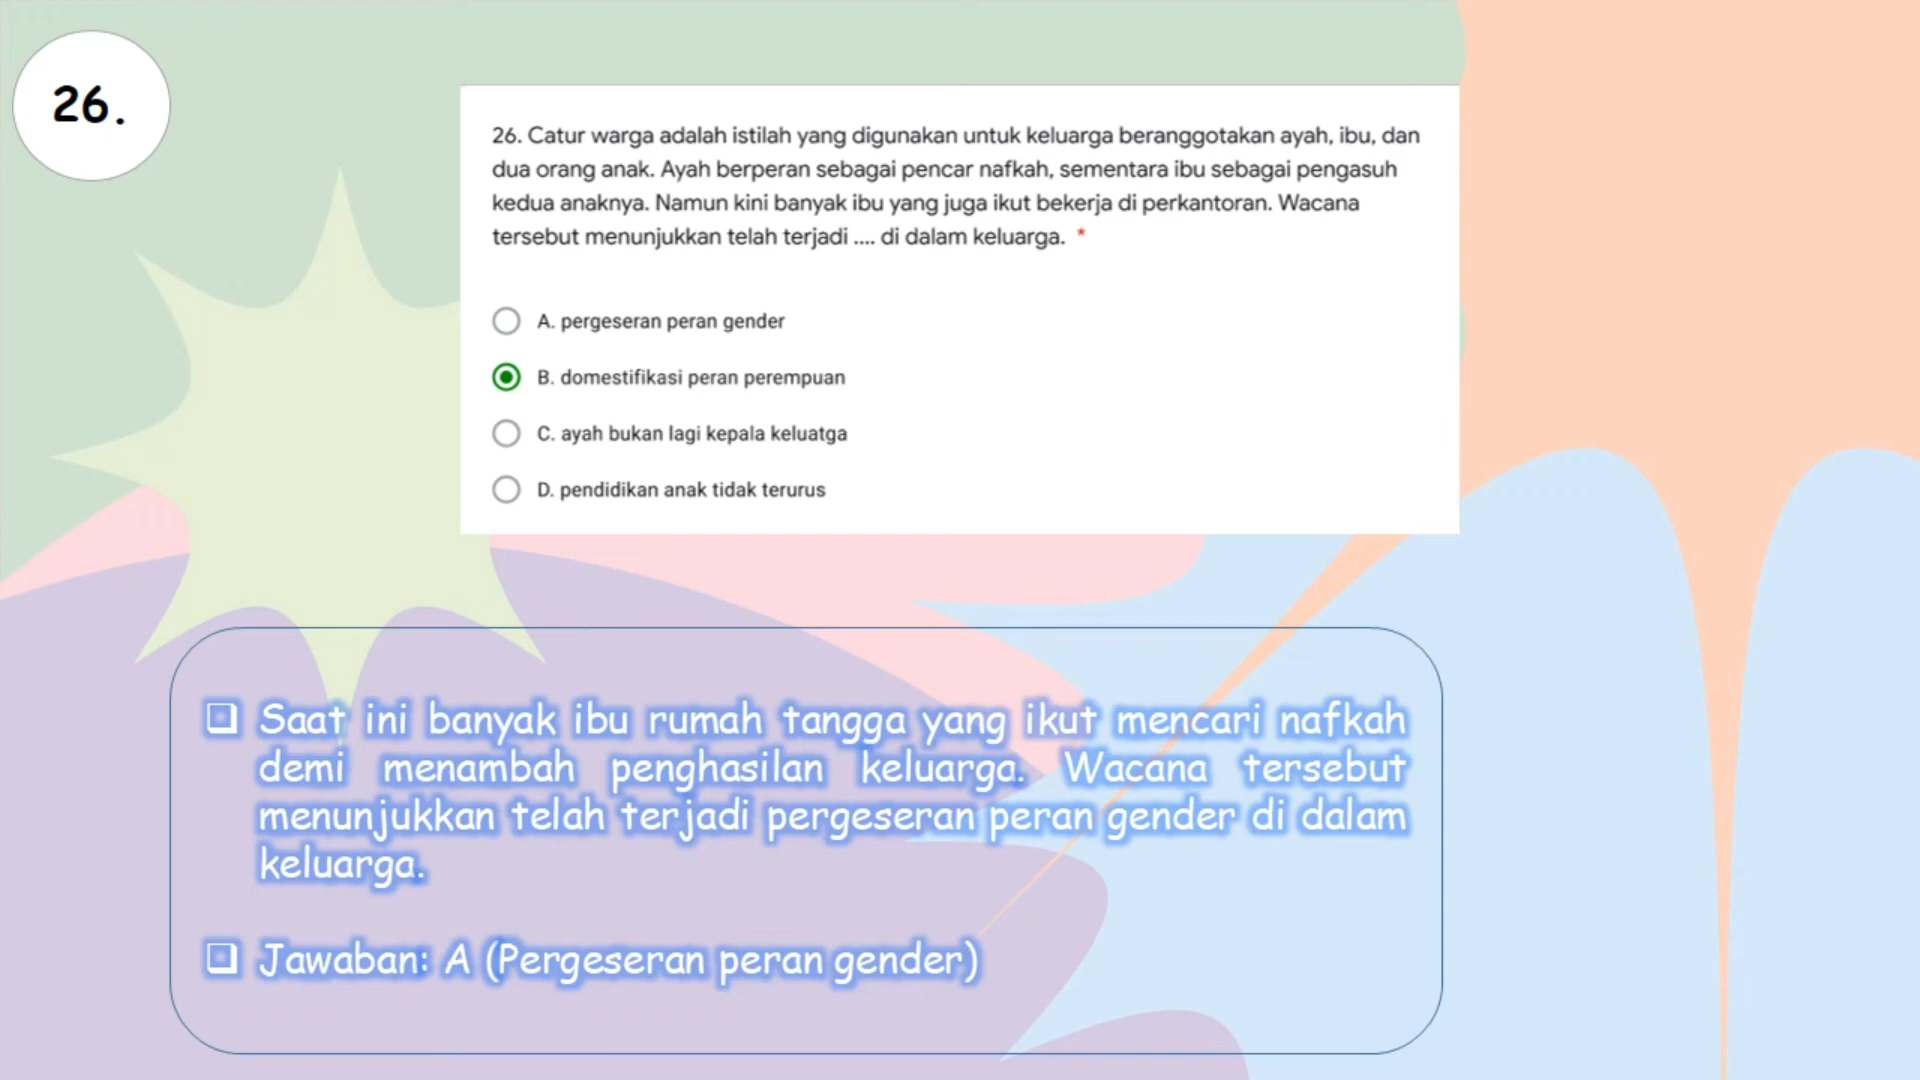 26.
26. Catur warga adalah istilah yang digunakan untuk keluarga beranggotakan ayah, ibu, dan
dua orang anak. Ayah berperan sebagai pencar nafkah, sementara ibu sebagai pengasuh
kedua anaknya. Namun kini banyak ibu yang juga ikut bekerja di perkantoran. Wacana
tersebut menunjukkan telah terjadi .... di dalam keluarga. *
A. pergeseran peran gender
B. domestifikasi peran perempuan
C. ayah bukan lagi kepala keluatga
D. pendidikan anak tidak terurus
❑ Saat ini banyak ibu rumah tangga yang ikut mencari nafkah
demi menambah penghasilan keluarga. Wacana tersebut
menunjukkan telah terjadi pergeseran peran gender di dalam
keluarga.
❑ Jawaban: A (Pergeseran peran gender)